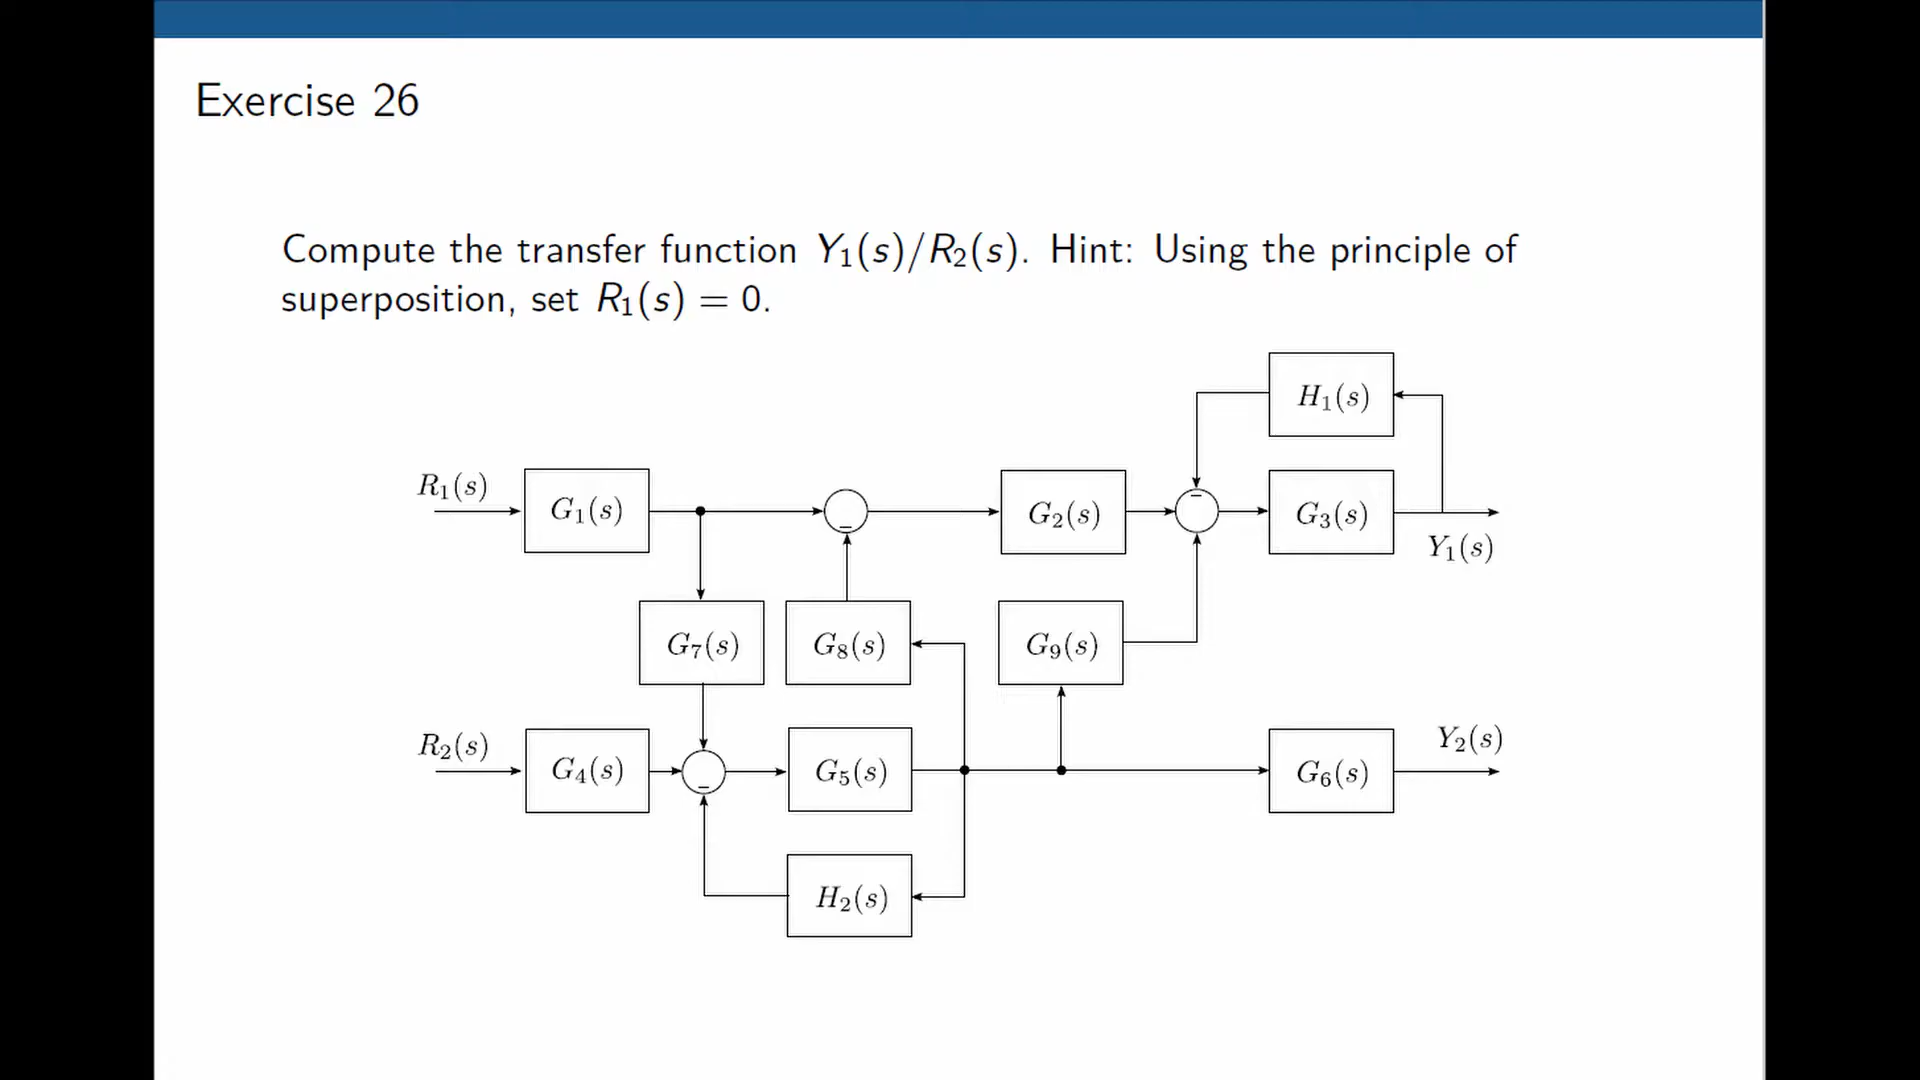 Exercise 26
Compute the transfer function Y₁(s)/R₂(s). Hint: Using the principle of
superposition, set R₁(s) = 0.
H₁(s)
R₁(s)
G₁(s)
−
G₂(s)
−
G₃(s)
Y₁(s)
G₇(s)
G₈(s)
G₉(s)
R₂(s)
G₄(s)
−
G₅(s)
G₆(s)
Y₂(s)
H₂(s)